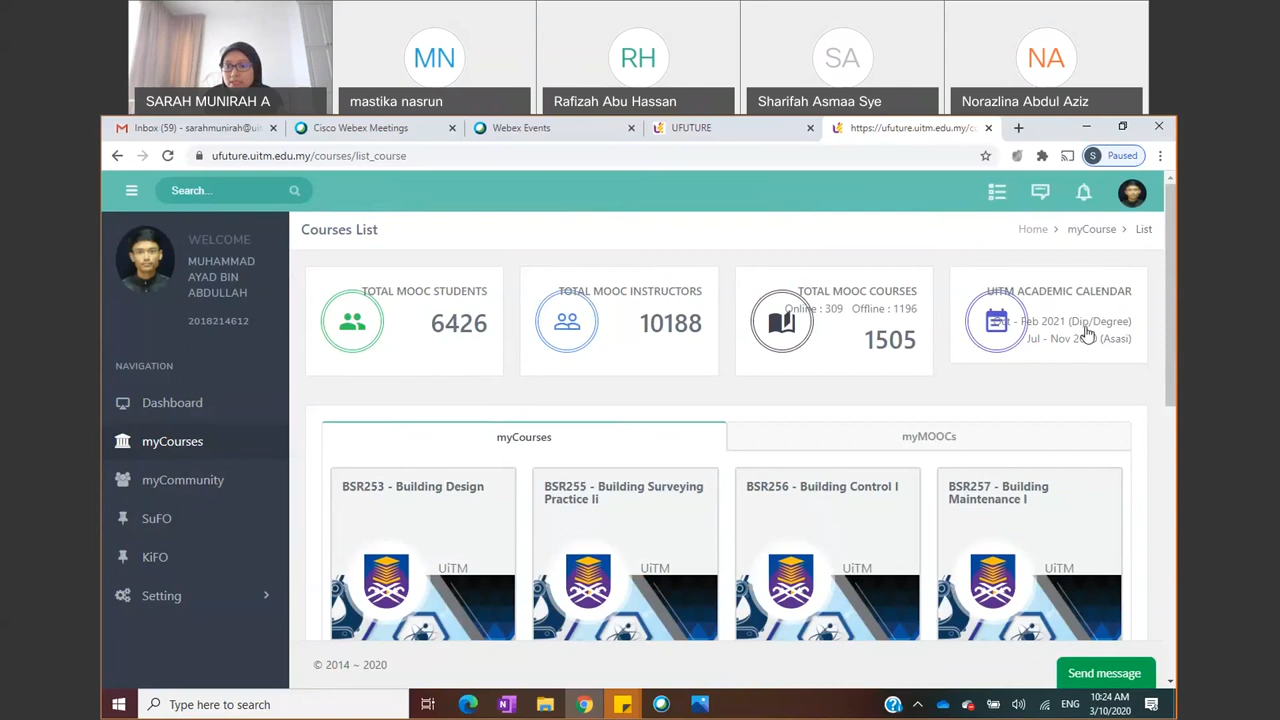 MN
RH
SA
NA
SARAH MUNIRAH A
mastika nasrun
Rafizah Abu Hassan
Sharifah Asmaa Sye
Norazlina Abdul Aziz
Inbox (59) - sarahmunirah@ui
Cisco Webex Meetings
Webex Events
UFUTURE
https://ufuture.uitm.edu.my/c
ufuture.uitm.edu.my/courses/list_course
S
Paused
Search...
WELCOME
MUHAMMAD
AYAD BIN
ABDULLAH
2018214612
NAVIGATION
Dashboard
myCourses
myCommunity
SuFO
KiFO
Setting
Courses List
Home > myCourse > List
TOTAL MOOC STUDENTS
6426
TOTAL MOOC INSTRUCTORS
10188
TOTAL MOOC COURSES
Online : 309 Offline : 1196
1505
UITM ACADEMIC CALENDAR
- Feb 2021 (Dip/Degree)
Jul - Nov (Asasi)
myCourses
myMOOCs
BSR253 - Building Design
UiTM
BSR255 - Building Surveying
Practice Ii
UiTM
BSR256 - Building Control I
UiTM
BSR257 - Building
Maintenance I
UiTM
© 2014 ~ 2020
Send message
Type here to search
ENG
10:24 AM
3/10/2020